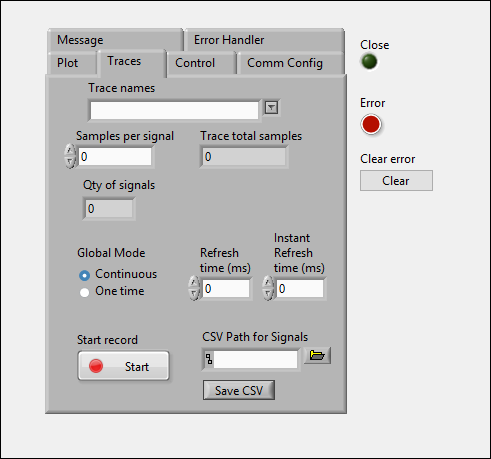 Message Error Handler
Plot Traces Control Comm Config
Trace names
Samples per signal Trace total samples
0 0
Qty of signals
0
Global Mode
Continuous
One time
Refresh
time (ms)
0
Instant
Refresh
time (ms)
0
Start record
Start
CSV Path for Signals
Save CSV
Close
Error
Clear error
Clear